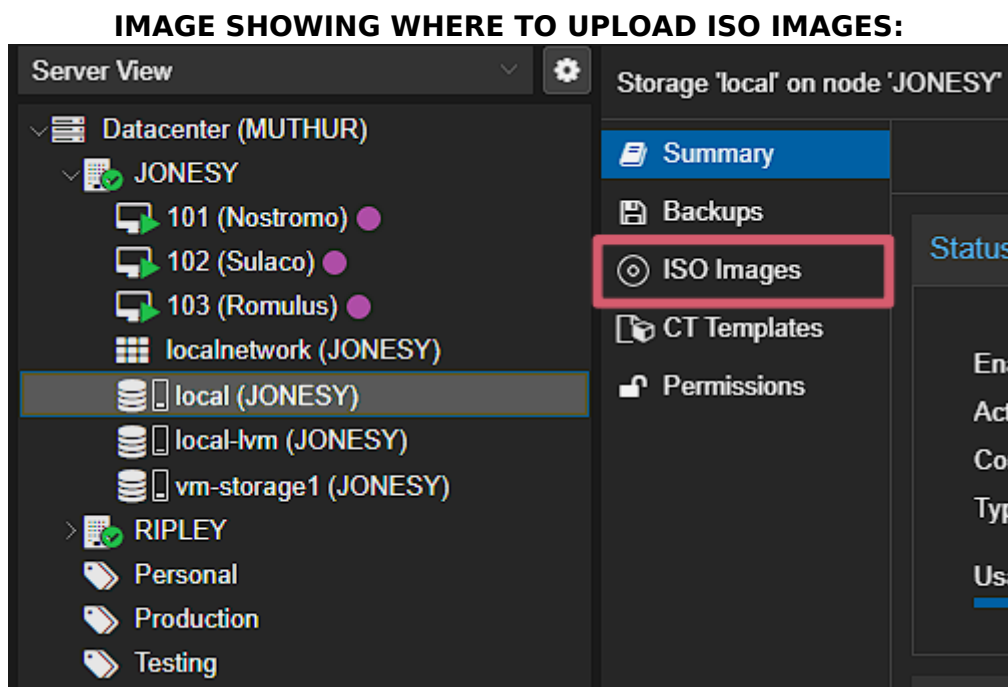 IMAGE SHOWING WHERE TO UPLOAD ISO IMAGES:
Server View
Datacenter (MUTHUR)
JONESY
101 (Nostromo)
102 (Sulaco)
103 (Romulus)
localnetwork (JONESY)
local (JONESY)
local-lvm (JONESY)
vm-storage1 (JONESY)
RIPLEY
Personal
Production
Testing
Storage 'local' on node 'JONESY'
Summary
Backups
ISO Images
CT Templates
Permissions
Status